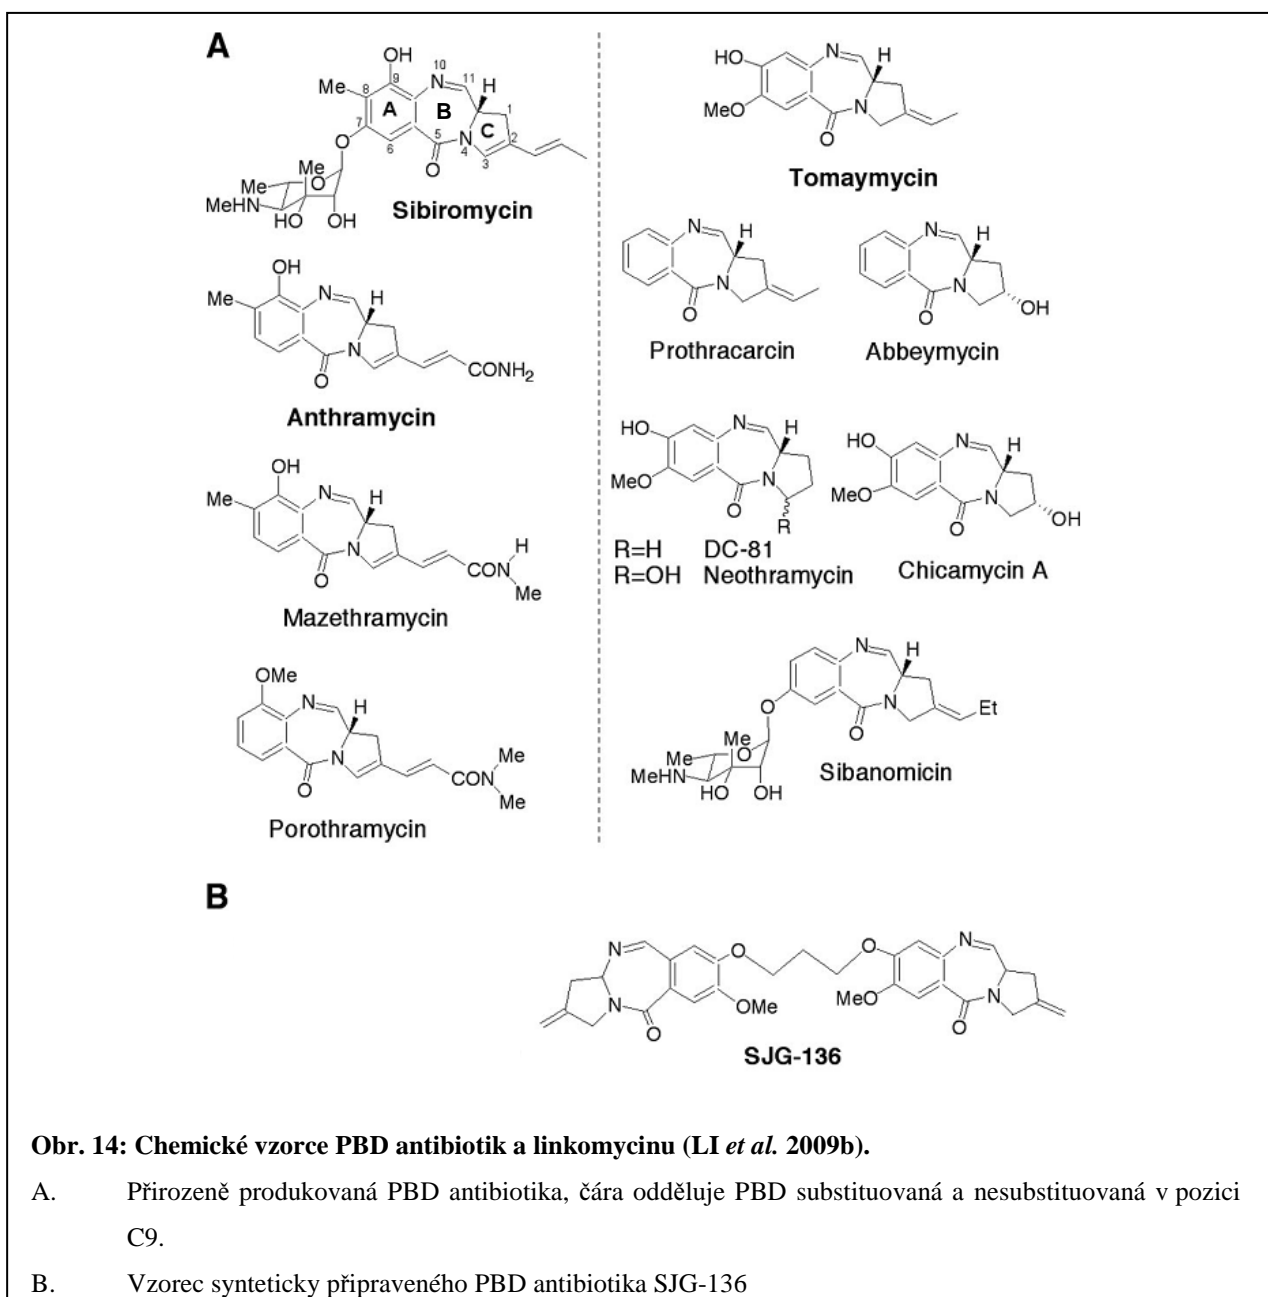 A
OH
Me
8
9
N
10
11
H
A
B
C
1
2
3
N
4
5
6
7
O
O
Me
Me
O
MeHN
HO
OH
Sibiromycin
HO
MeO
N
H
N
O
Tomaymycin
N
H
N
O
Prothracarcin
N
H
N
O
OH
Abbeymycin
OH
Me
N
H
N
O
CONH2
Anthramycin
OH
Me
N
H
N
O
H
CON
Me
Mazethramycin
HO
MeO
N
H
N
O
R
R=H DC-81
R=OH Neothramycin
HO
MeO
N
H
N
O
OH
Chicamycin A
OMe
N
H
N
O
Me
CON
Me
Porothramycin
N
H
N
O
Et
O
Me
Me
O
MeHN
HO
OH
Sibanomicin
B
N
N
O
O
OMe
O
MeO
N
N
O
SJG-136
Obr. 14: Chemické vzorce PBD antibiotik a linkomycinu (LI et al. 2009b).
A. Přirozeně produkovaná PBD antibiotika, čára odděluje PBD substituovaná a nesubstituovaná v pozici
C9.
B. Vzorec synteticky připraveného PBD antibiotika SJG-136